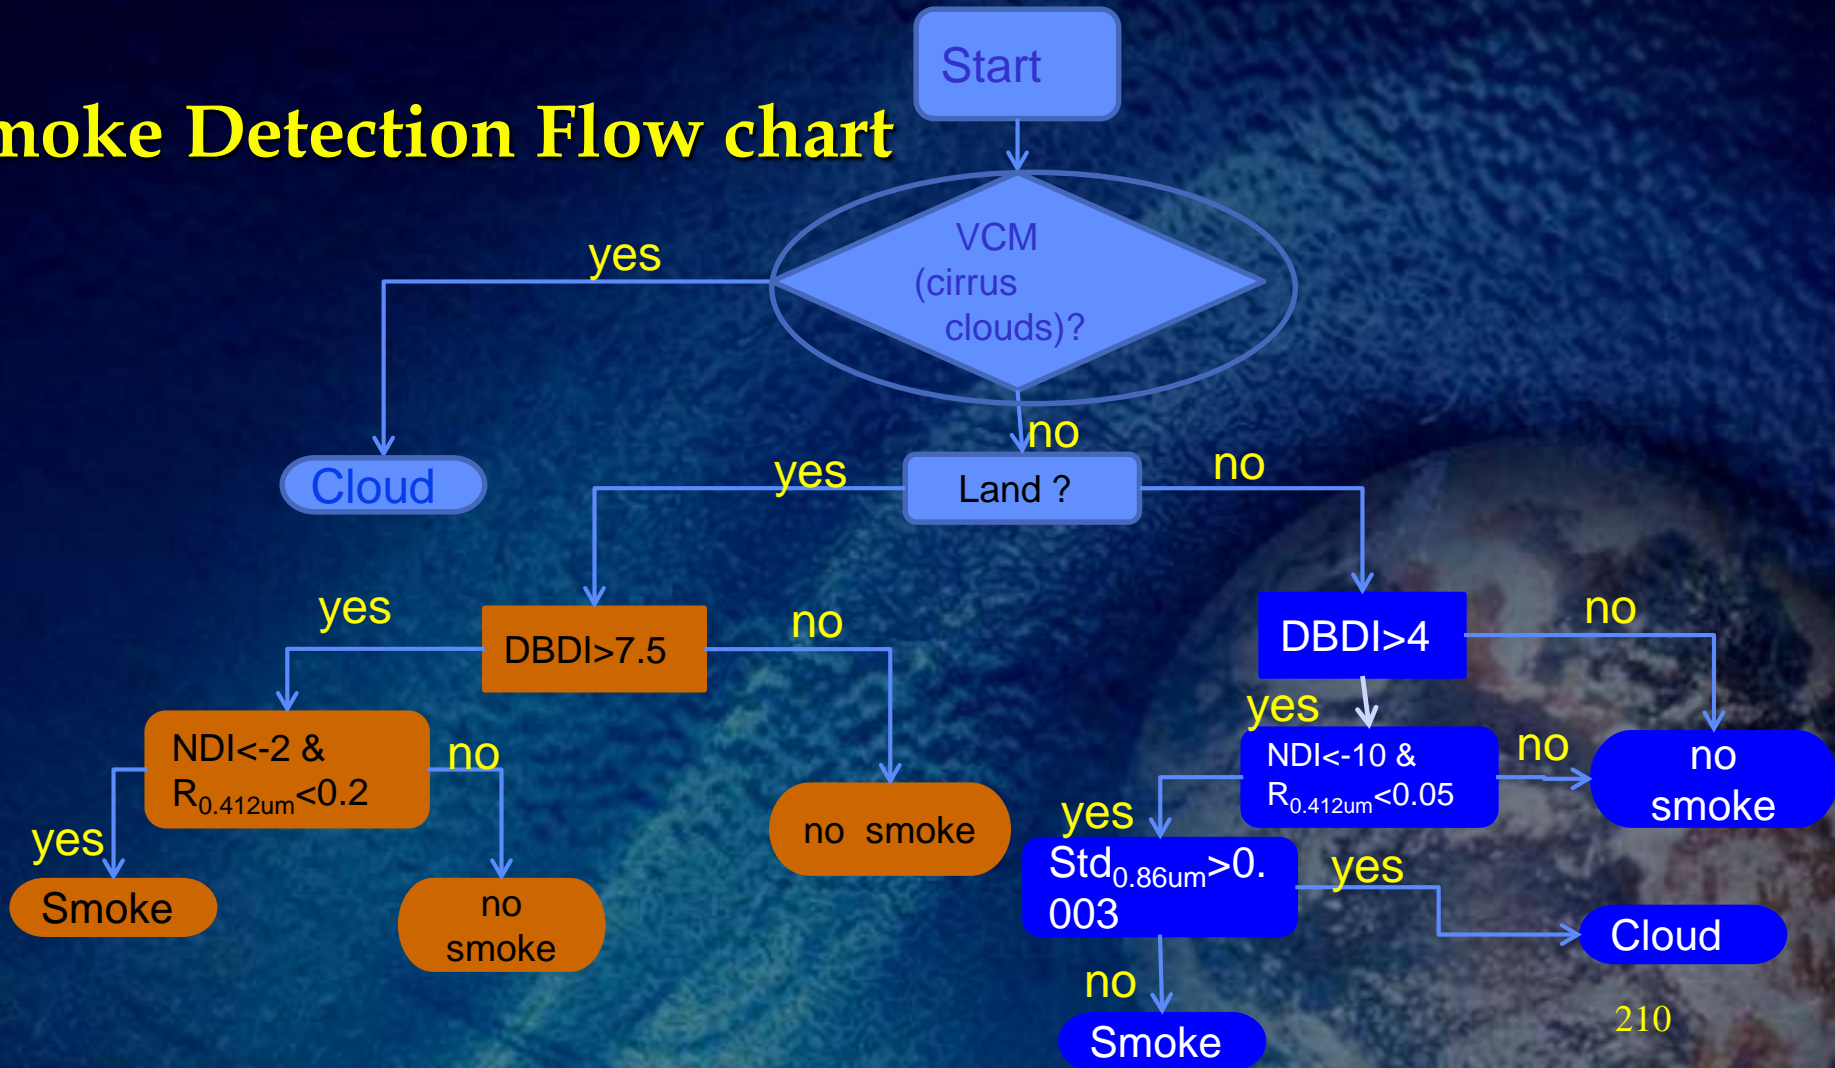 Start
moke Detection Flow chart
VCM
(cirrus
clouds)?
yes
no
Cloud
yes
Land ?
no
yes
DBDI>7.5
no
DBDI>4
no
NDI<-2 &
R0.412um<0.2
no
yes
NDI<-10 &
R0.412um<0.05
no
no
smoke
yes
Smoke
no
smoke
no smoke
yes
Std0.86um>0.
003
yes
Cloud
no
Smoke
210